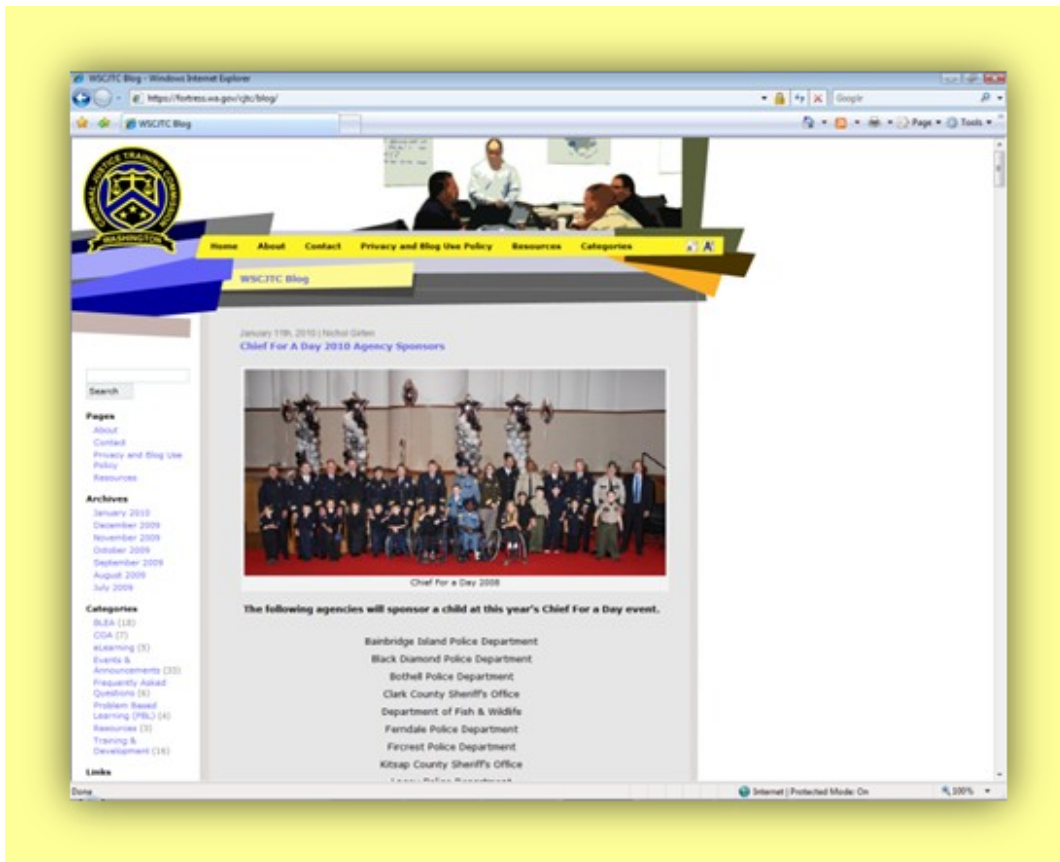 WSCJTC Blog - Windows Internet Explorer
https://fortress.wa.gov/cjtc/blog/
Google
WSCJTC Blog
Page
Tools
CRIMINAL JUSTICE TRAINING COMMISSION
WASHINGTON
Home About Contact Privacy and Blog Use Policy Resources Categories
WSCJTC Blog
January 11th, 2010 |
Chief For A Day 2010 Agency Sponsors
Search
Pages
About
Contact
Privacy and Blog Use
Policy
Resources
Archives
January 2010
December 2009
November 2009
October 2009
September 2009
August 2009
July 2009
Categories
BLEA (18)
COA (7)
eLearning (5)
Events &
Announcements (33)
Frequently Asked
Questions (6)
Problem Based
Learning (PBL) (4)
Resources (3)
Training &
Development (16)
Links
Chief For a Day 2008
The following agencies will sponsor a child at this year's Chief For a Day event.
Bainbridge Island Police Department
Black Diamond Police Department
Bothell Police Department
Clark County Sheriff's Office
Department of Fish & Wildlife
Ferndale Police Department
Fircrest Police Department
Kitsap County Sheriff's Office
Lacey Police Department
Done
Internet | Protected Mode: On
100%